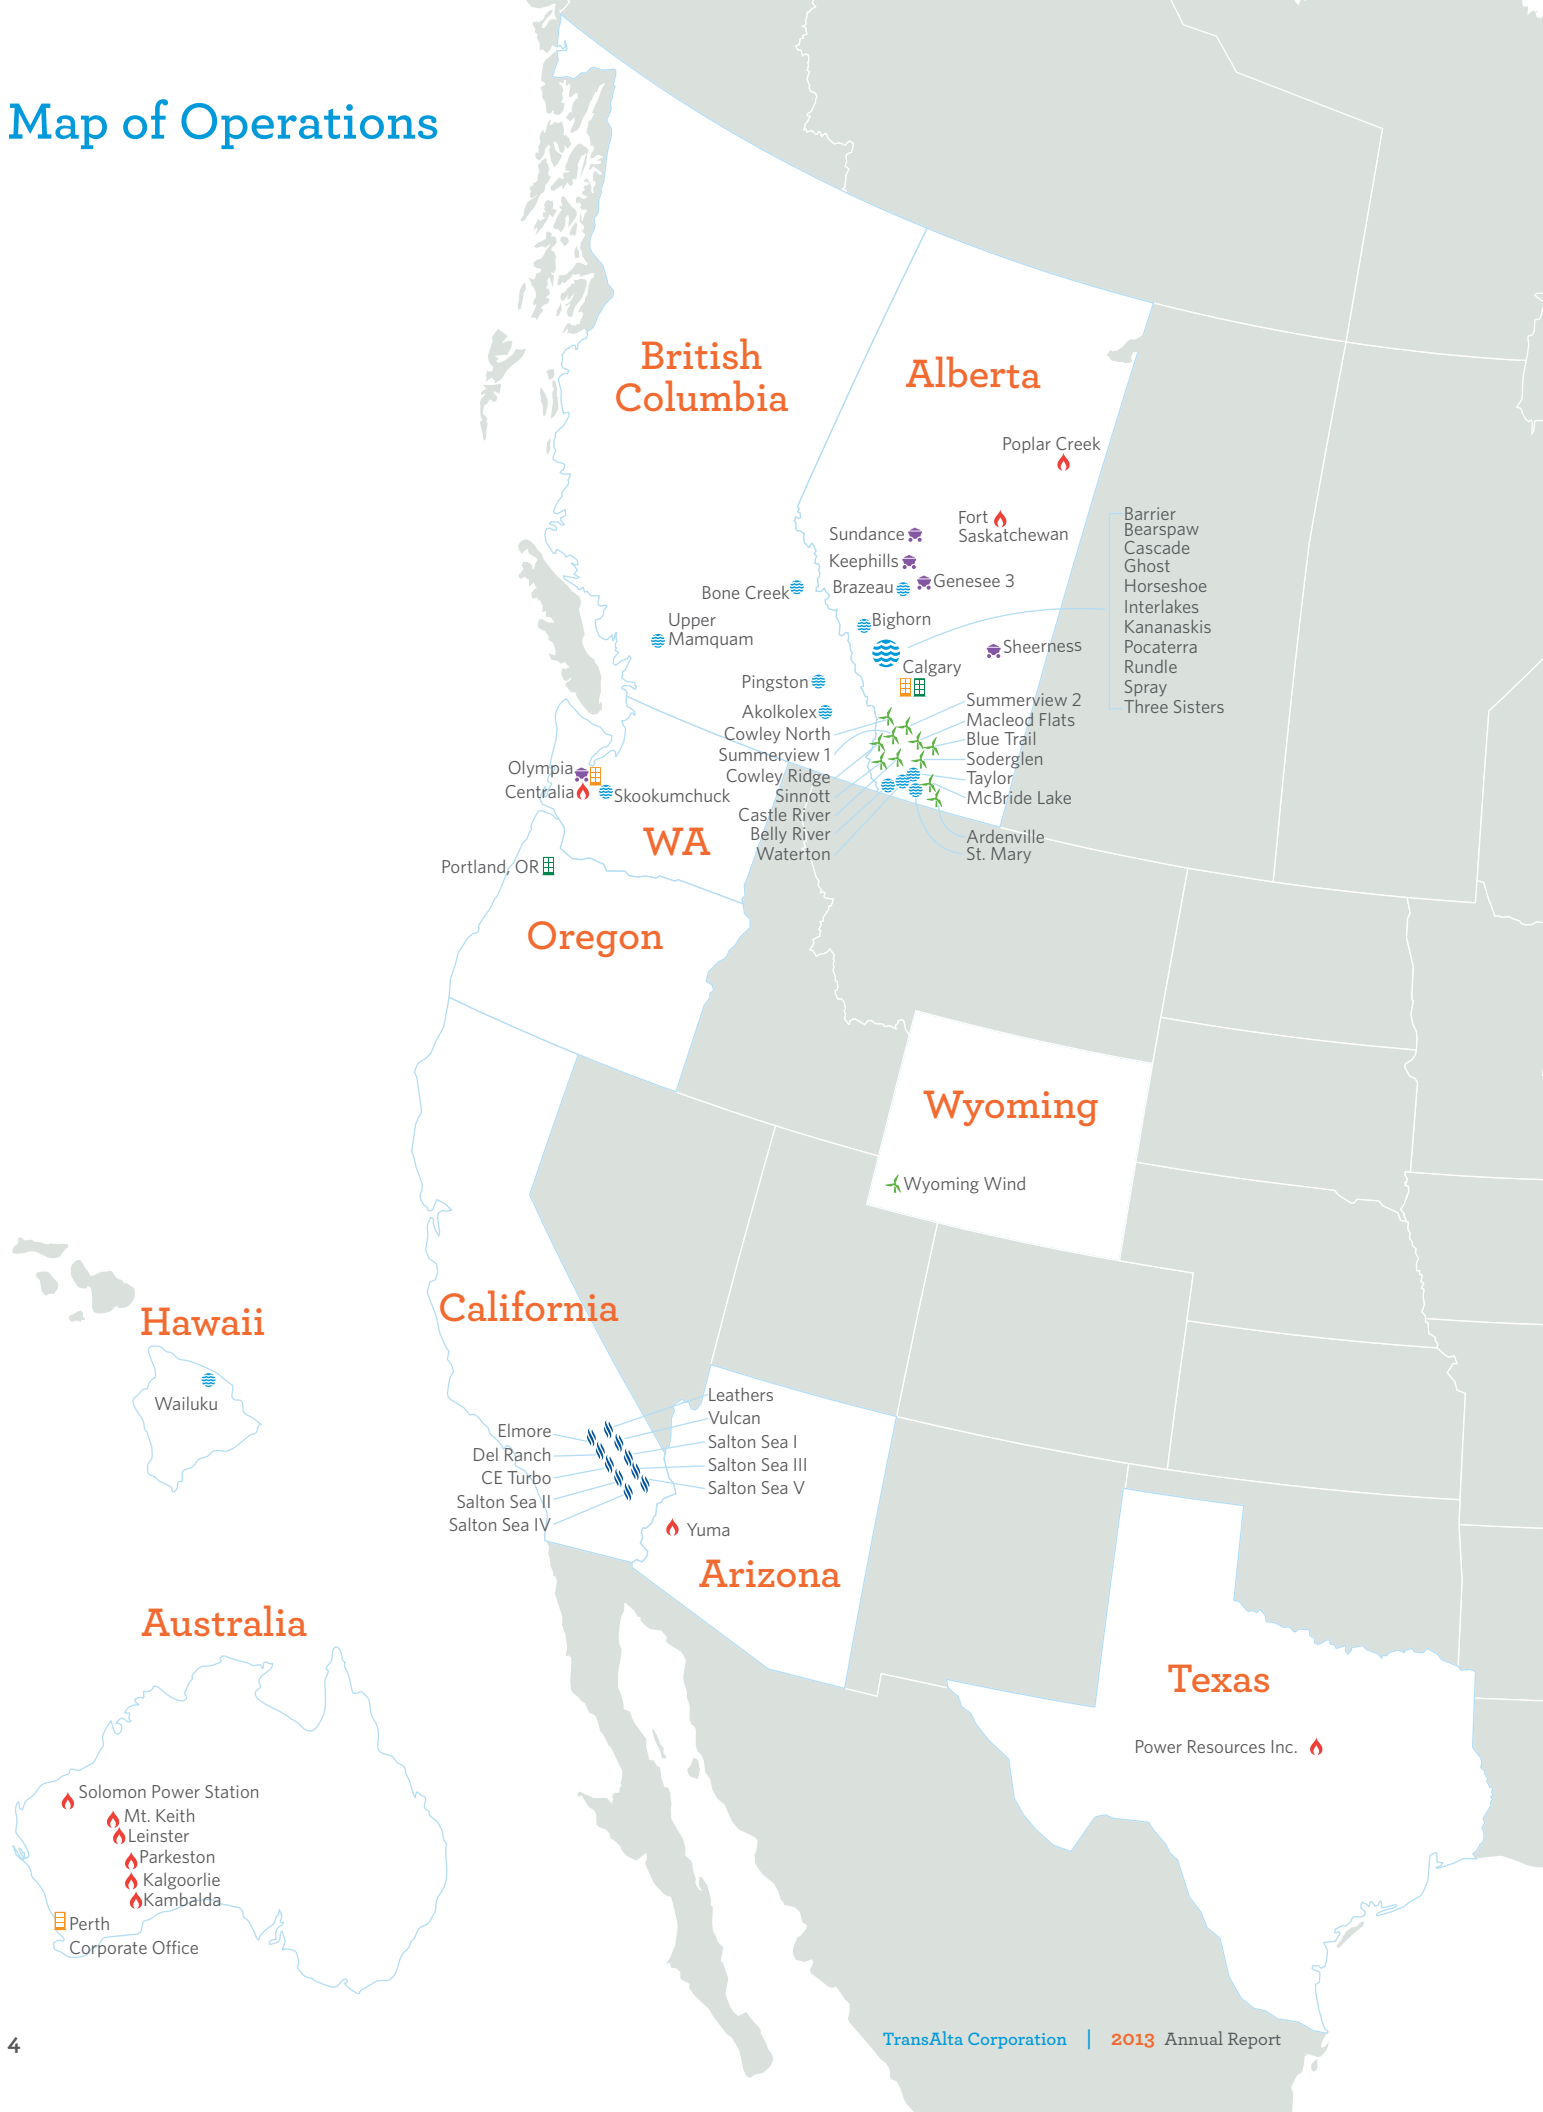 Map of Operations
British
Columbia
Alberta
Poplar Creek
Fort
Saskatchewan
Sundance
Keephills
Genesee 3
Brazeau
Bone Creek
Bighorn
Upper
Mamquam
Sheerness
Calgary
Pingston
Akolkolex
Barrier
Bearspaw
Cascade
Ghost
Horseshoe
Interlakes
Kananaskis
Pocaterra
Rundle
Spray
Three Sisters
Cowley North
Summerview 1
Cowley Ridge
Sinnott
Castle River
Belly River
Waterton
Summerview 2
Macleod Flats
Blue Trail
Soderglen
Taylor
McBride Lake
Ardenville
St. Mary
Olympia
Centralia
Skookumchuck
WA
Portland, OR
Oregon
Wyoming
Wyoming Wind
California
Hawaii
Wailuku
Elmore
Del Ranch
CE Turbo
Salton Sea II
Salton Sea IV
Leathers
Vulcan
Salton Sea I
Salton Sea III
Salton Sea V
Yuma
Arizona
Texas
Power Resources Inc.
Australia
Solomon Power Station
Mt. Keith
Leinster
Parkeston
Kalgoorlie
Kambalda
Perth
Corporate Office
4
TransAlta Corporation | 2013 Annual Report